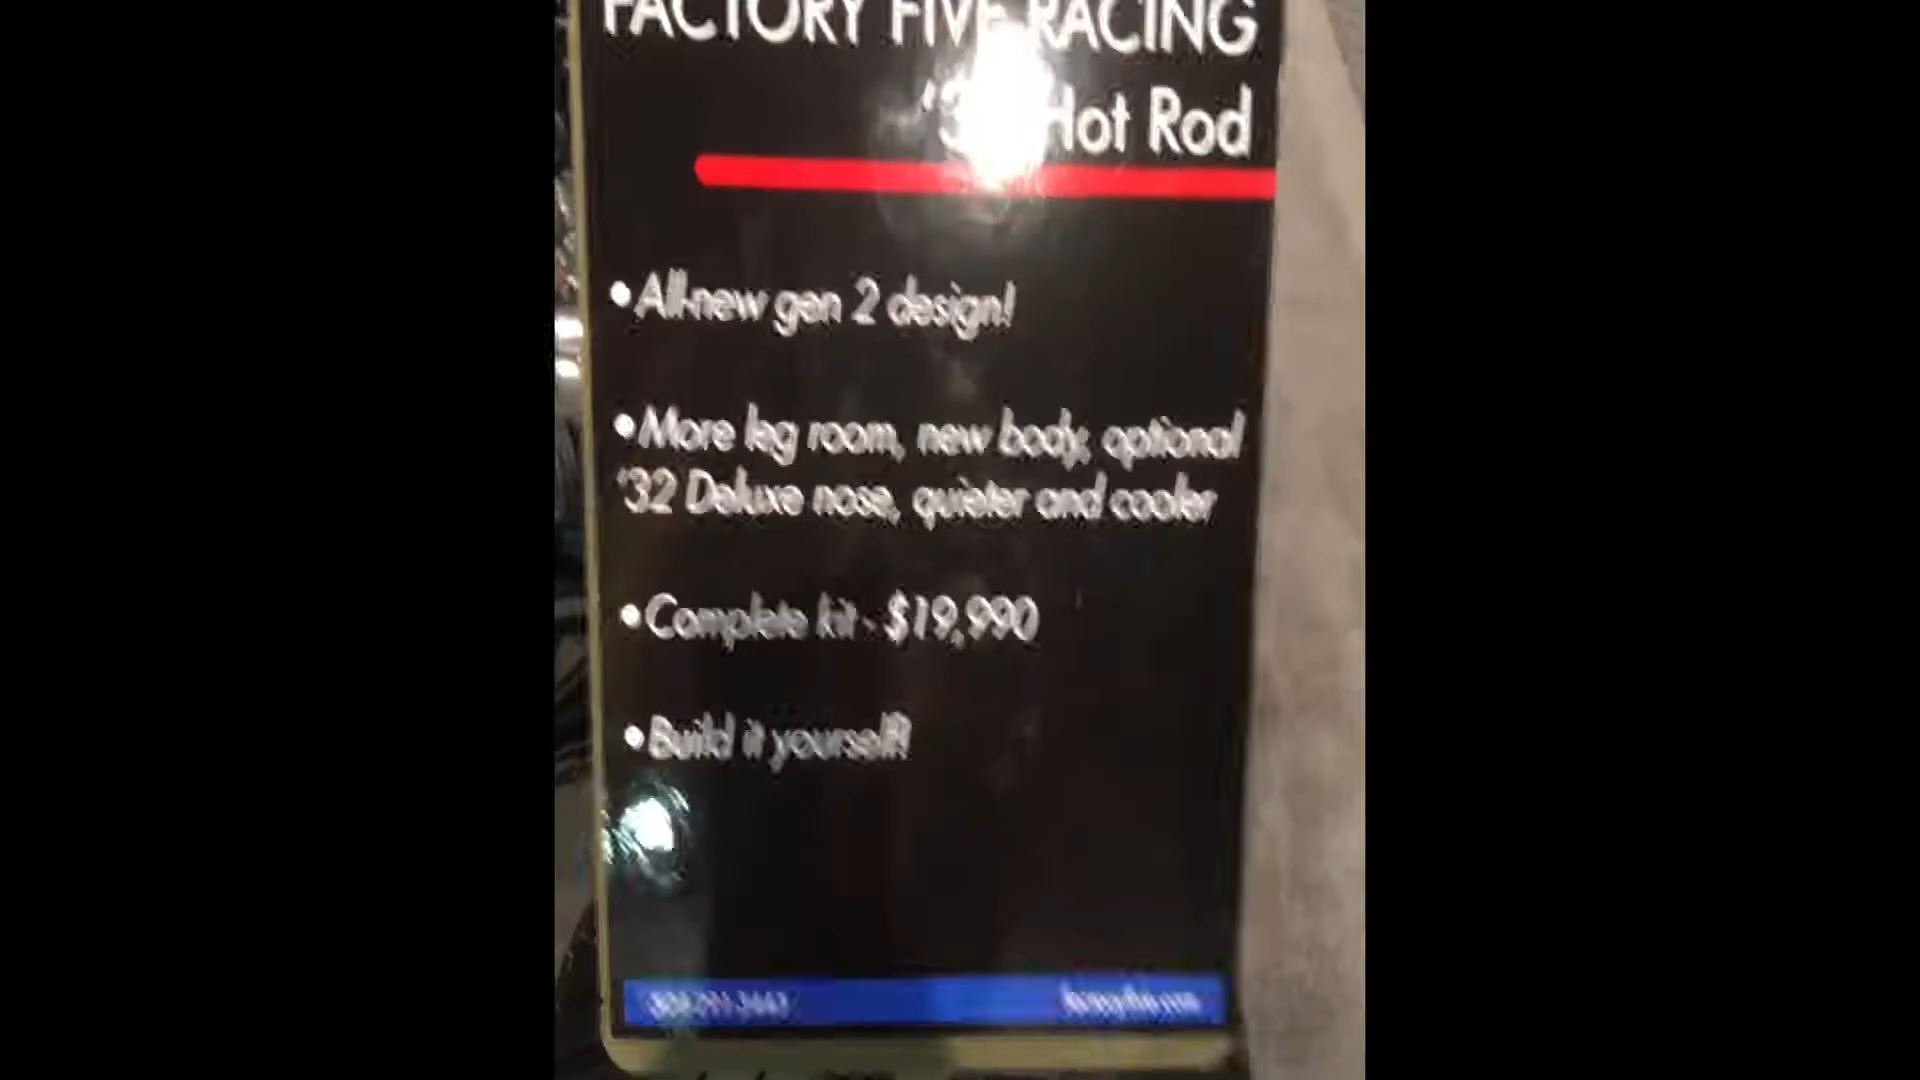 FACTORY FIVE RACING
Hot Rod
•All-new gen 2 design!
•More leg room, new body, optional
'32 Deluxe nose, quieter and cooler
•Complete kit - $19,990
•Build it yourself!